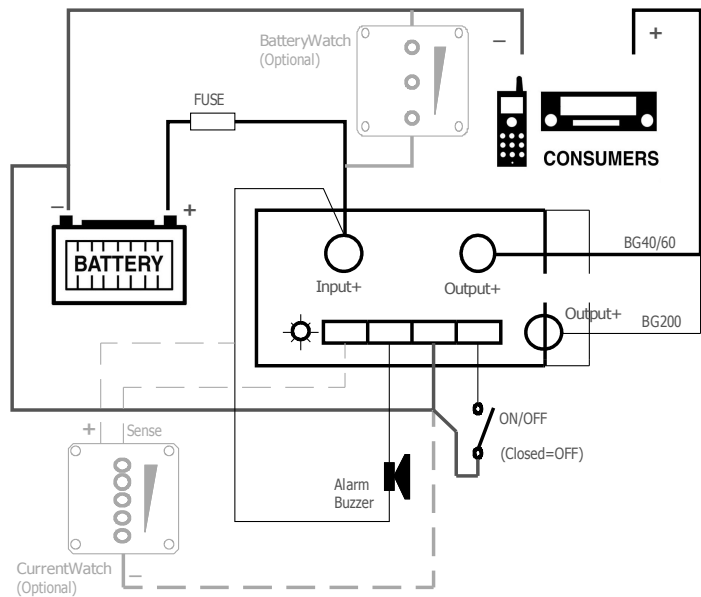 BatteryWatch
(Optional)
–
+
FUSE
CONSUMERS
–
+
BATTERY
BG40/60
Input+
Output+
Output+
BG200
+
Sense
ON/OFF
(Closed=OFF)
Alarm
Buzzer
CurrentWatch
(Optional)
–